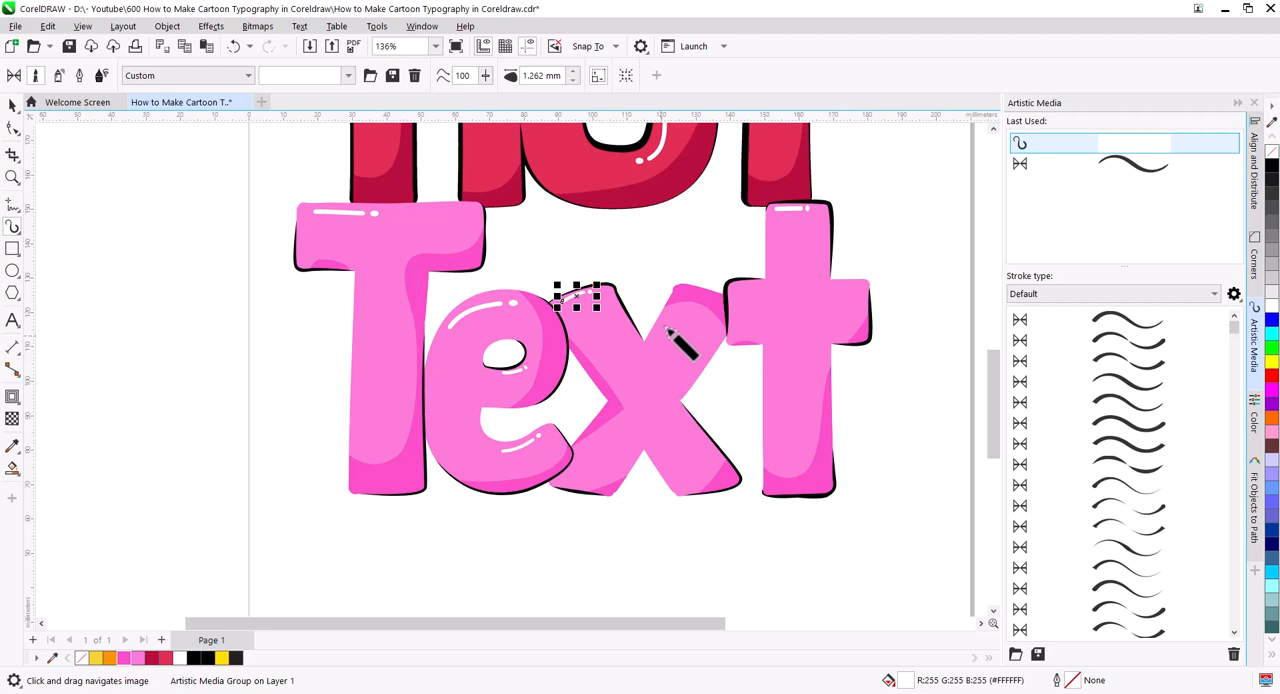 CorelDRAW - D:\- Youtube\600 How to Make Cartoon Typography in Coreldraw\How to Make Cartoon Typography in Coreldraw.cdr*
File Edit View Layout Object Effects Bitmaps Text Table Tools Window Help
PDF 136% Snap To Launch
Custom 100 1.262 mm
Welcome Screen How to Make Cartoon T..*
Artistic Media
Last Used:
millimeters
Stroke type:
Default
Align and Distribute
Corners
Artistic Media
Color
Fit Objects to Path
Text
1 of 1 Page 1
Click and drag navigates image Artistic Media Group on Layer 1 R:255 G:255 B:255 (#FFFFFF) None